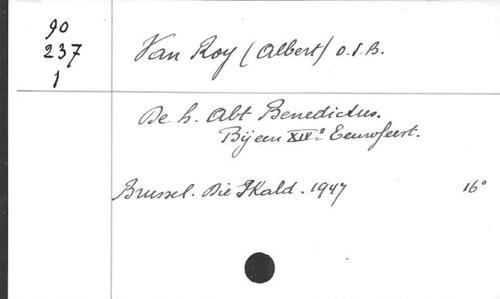 90
237
1
Van Roy (Albert) O.S.B.
De h. Abt Benedictus.
Bij een XIVe Eeuwfeest.
Brussel. Die Skald. 1947 16°